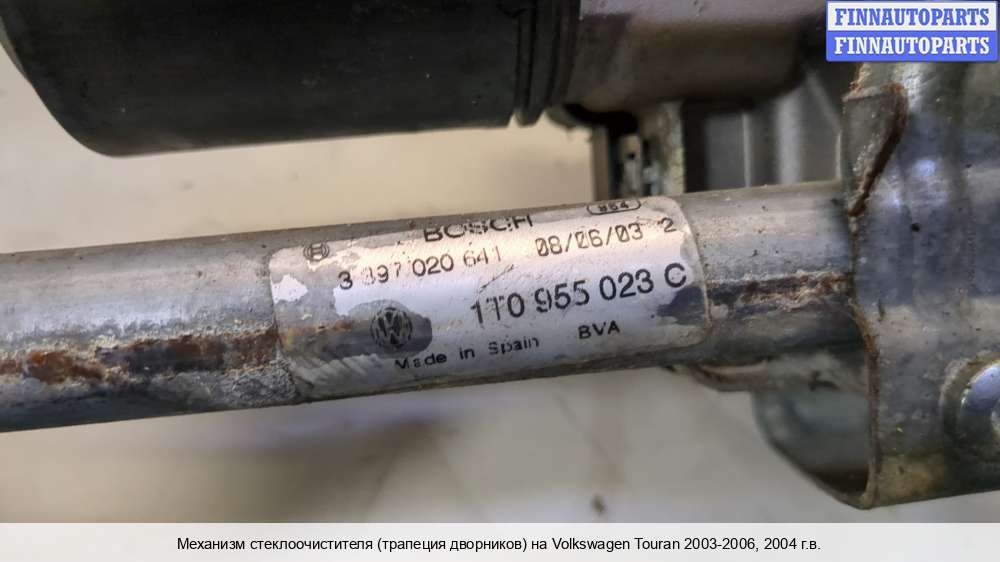 FINNAUTOPARTS
FINNAUTOPARTS
BOSCH 864
3 397 020 641 08/06/03 2
1T0 955 023 C
Made in Spain BVA
Механизм стеклоочистителя (трапеция дворников) на Volkswagen Touran 2003-2006, 2004 г.в.